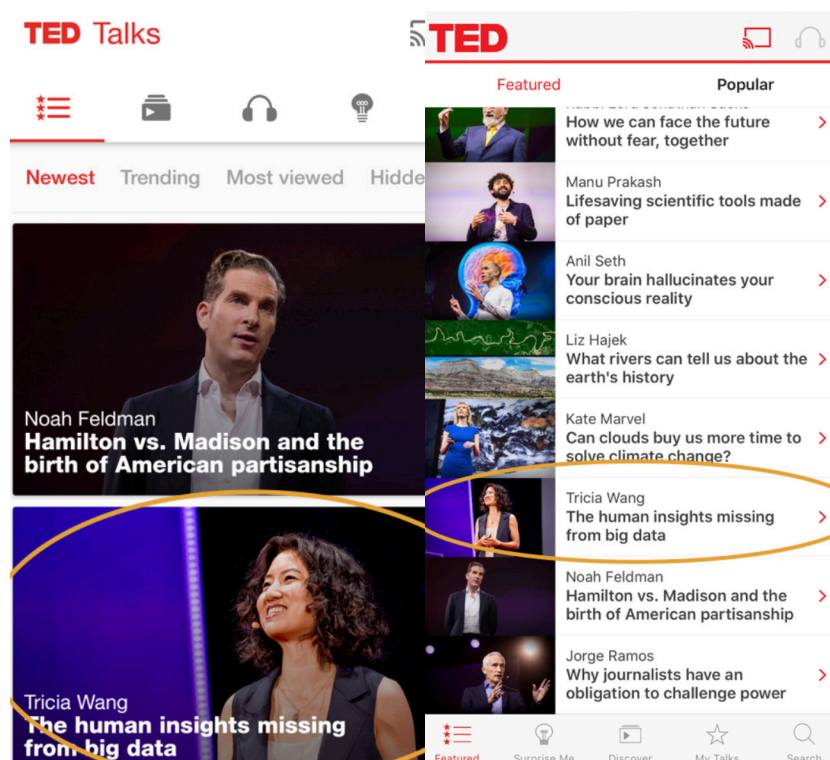 TED Talks
Newest Trending Most viewed Hidde
Noah Feldman
Hamilton vs. Madison and the
birth of American partisanship
Tricia Wang
The human insights missing
from big data
TED
Featured Popular
How we can face the future
without fear, together
Manu Prakash
Lifesaving scientific tools made
of paper
Anil Seth
Your brain hallucinates your
conscious reality
Liz Hajek
What rivers can tell us about the
earth's history
Kate Marvel
Can clouds buy us more time to
solve climate change?
Tricia Wang
The human insights missing
from big data
Noah Feldman
Hamilton vs. Madison and the
birth of American partisanship
Jorge Ramos
Why journalists have an
obligation to challenge power
Featured Surprise Me Discover My Talks Search